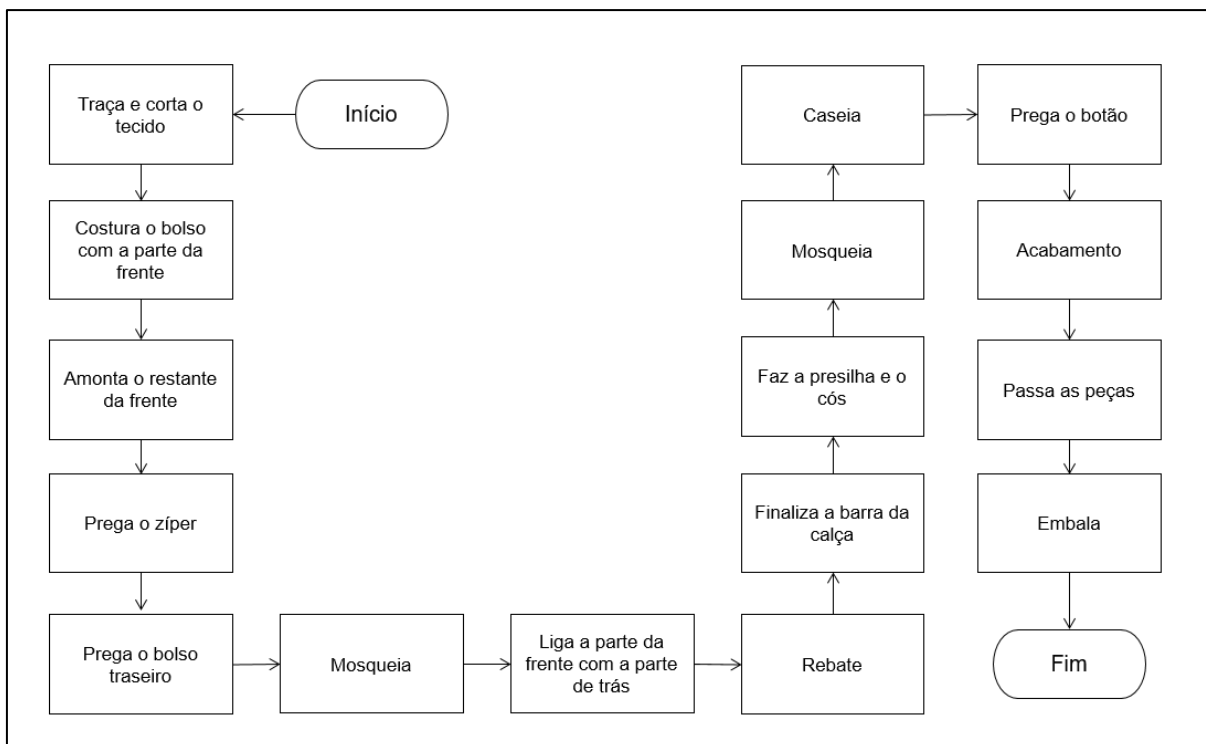 Início
Traça e corta o
tecido
Costura o bolso
com a parte da
frente
Amonta o restante
da frente
Prega o zíper
Prega o bolso
traseiro
Mosqueia
Liga a parte da
frente com a parte
de trás
Rebate
Finaliza a barra da
calça
Faz a presilha e o
cós
Mosqueia
Caseia
Prega o botão
Acabamento
Passa as peças
Embala
Fim